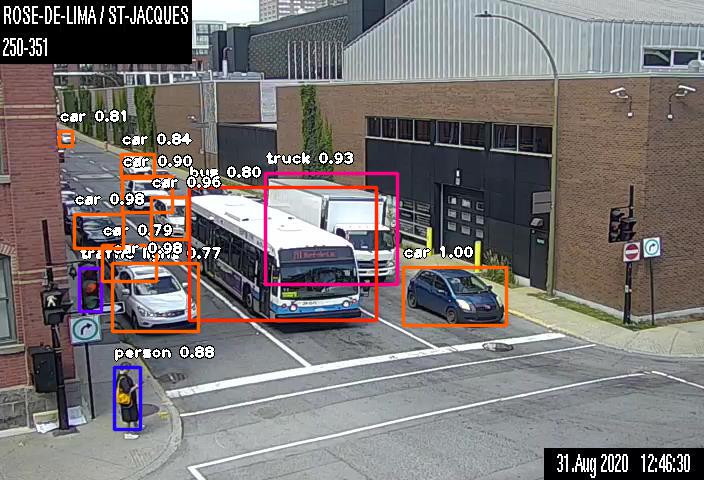 ROSE-DE-LIMA / ST-JACQUES
250-351
car 0.81
car 0.84
car 0.90
bus 0.80
truck 0.93
car 0.96
car 0.98
car 0.79
car 0.98
traffic light 0.77
car 1.00
person 0.88
31.Aug 2020 12:46:30